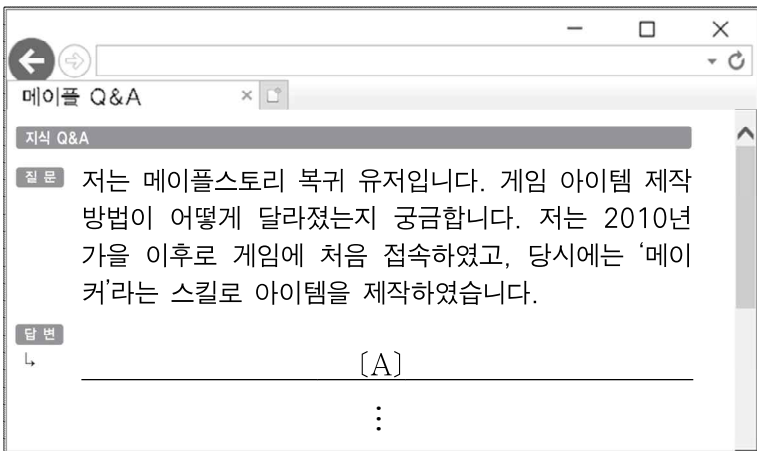 메이플 Q&A
지식 Q&A
질 문
저는 메이플스토리 복귀 유저입니다. 게임 아이템 제작
방법이 어떻게 달라졌는지 궁금합니다. 저는 2010년
가을 이후로 게임에 처음 접속하였고, 당시에는 ‘메이
커’라는 스킬로 아이템을 제작하였습니다.
답 변
〔A〕
⋮